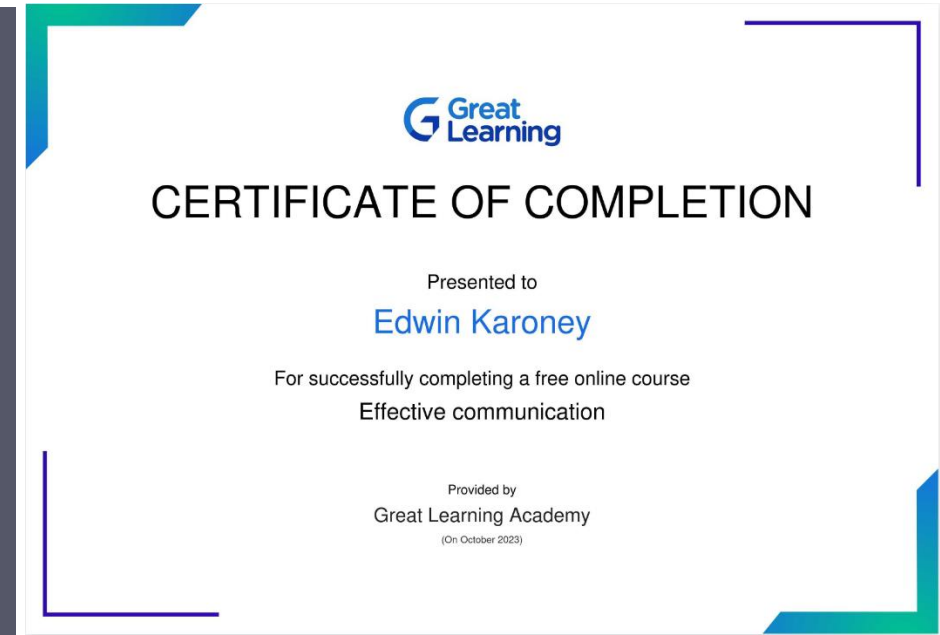 Great
Learning
CERTIFICATE OF COMPLETION
Presented to
Edwin Karoney
For successfully completing a free online course
Effective communication
Provided by
Great Learning Academy
(On October 2023)